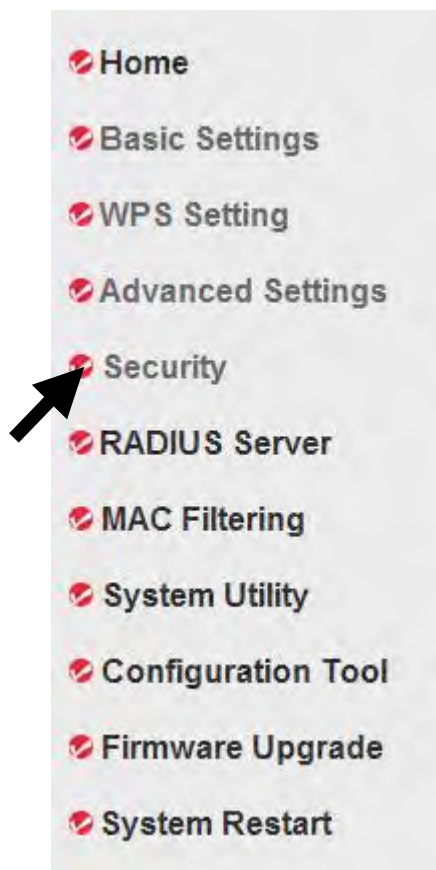 Home
Basic Settings
WPS Setting
Advanced Settings
Security
RADIUS Server
MAC Filtering
System Utility
Configuration Tool
Firmware Upgrade
System Restart